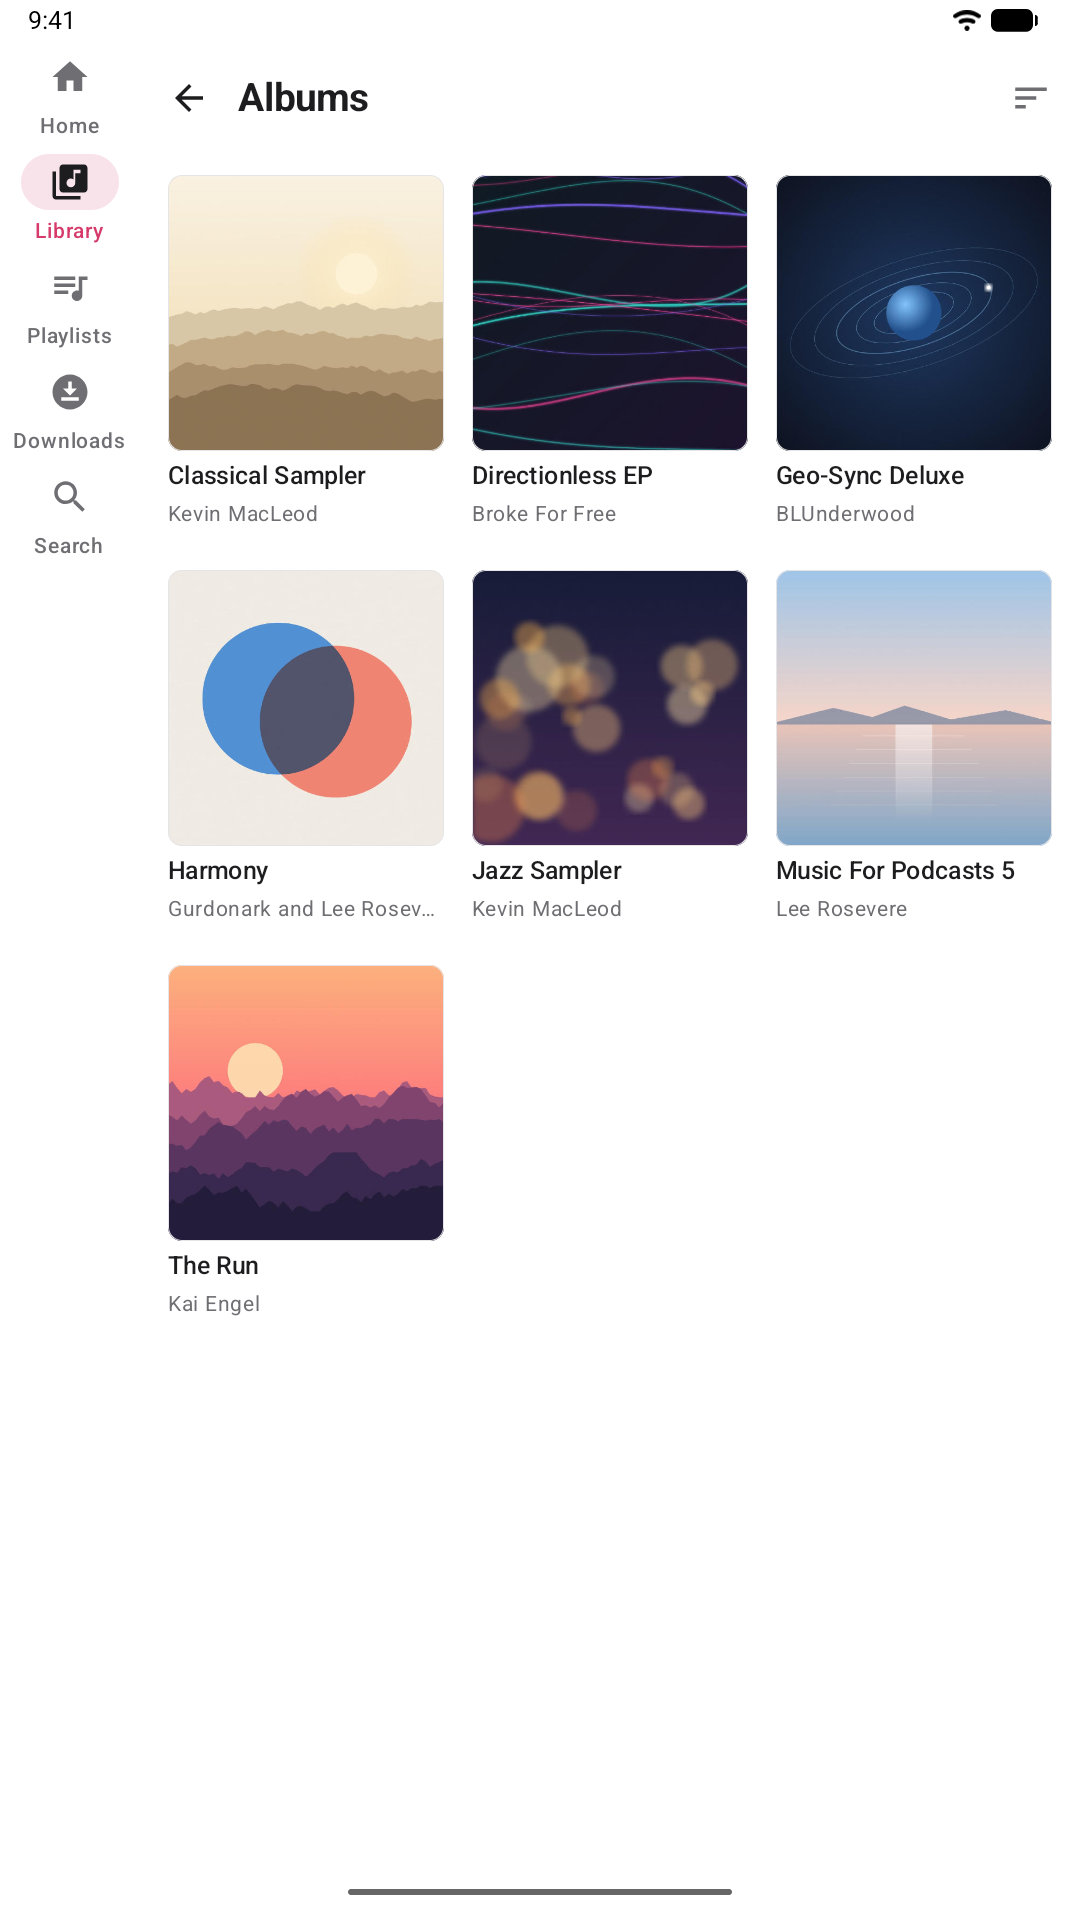 9:41
Home
Library
Playlists
Downloads
Search
Albums
Classical Sampler
Kevin MacLeod
Directionless EP
Broke For Free
Geo-Sync Deluxe
BLUnderwood
Harmony
Gurdonark and Lee Rosev...
Jazz Sampler
Kevin MacLeod
Music For Podcasts 5
Lee Rosevere
The Run
Kai Engel